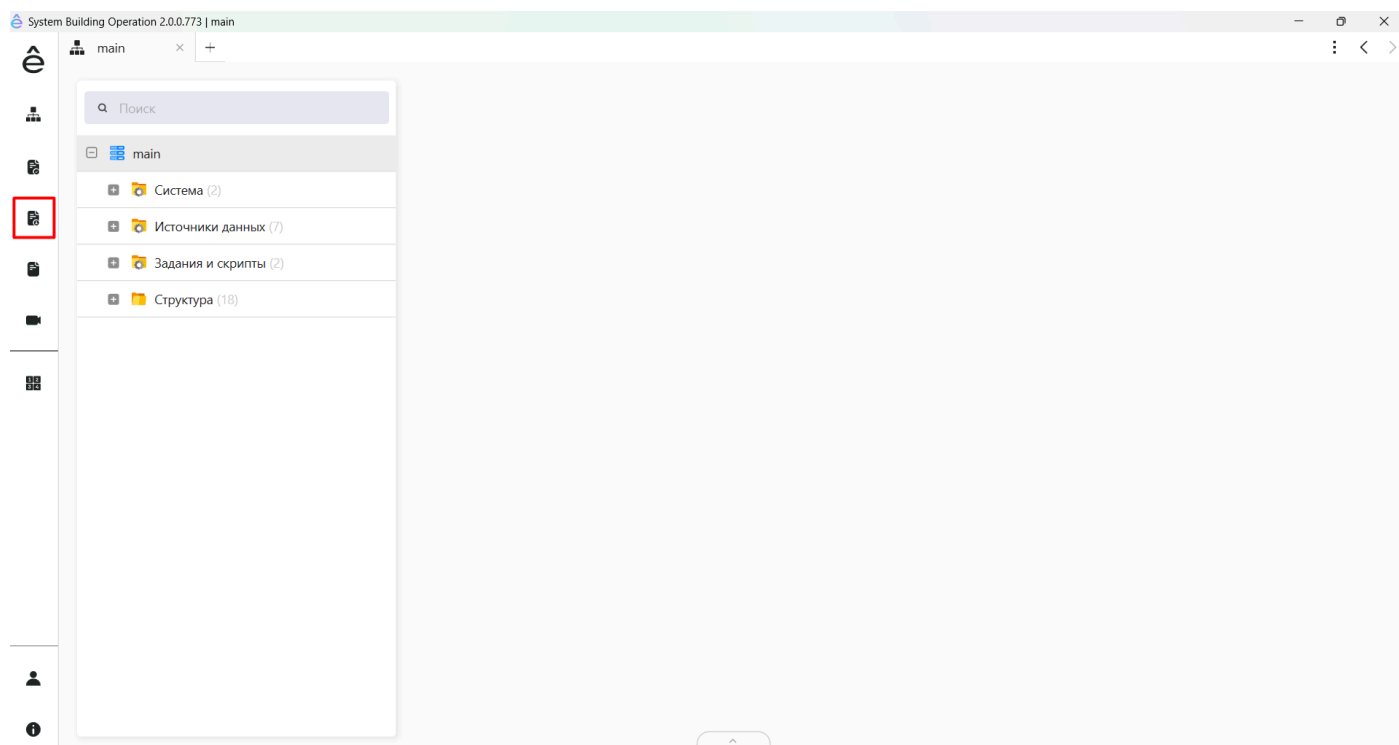 System Building Operation 2.0.0.773 | main
main
Поиск
main
Система (2)
Источники данных (7)
Задания и скрипты (2)
Структура (18)